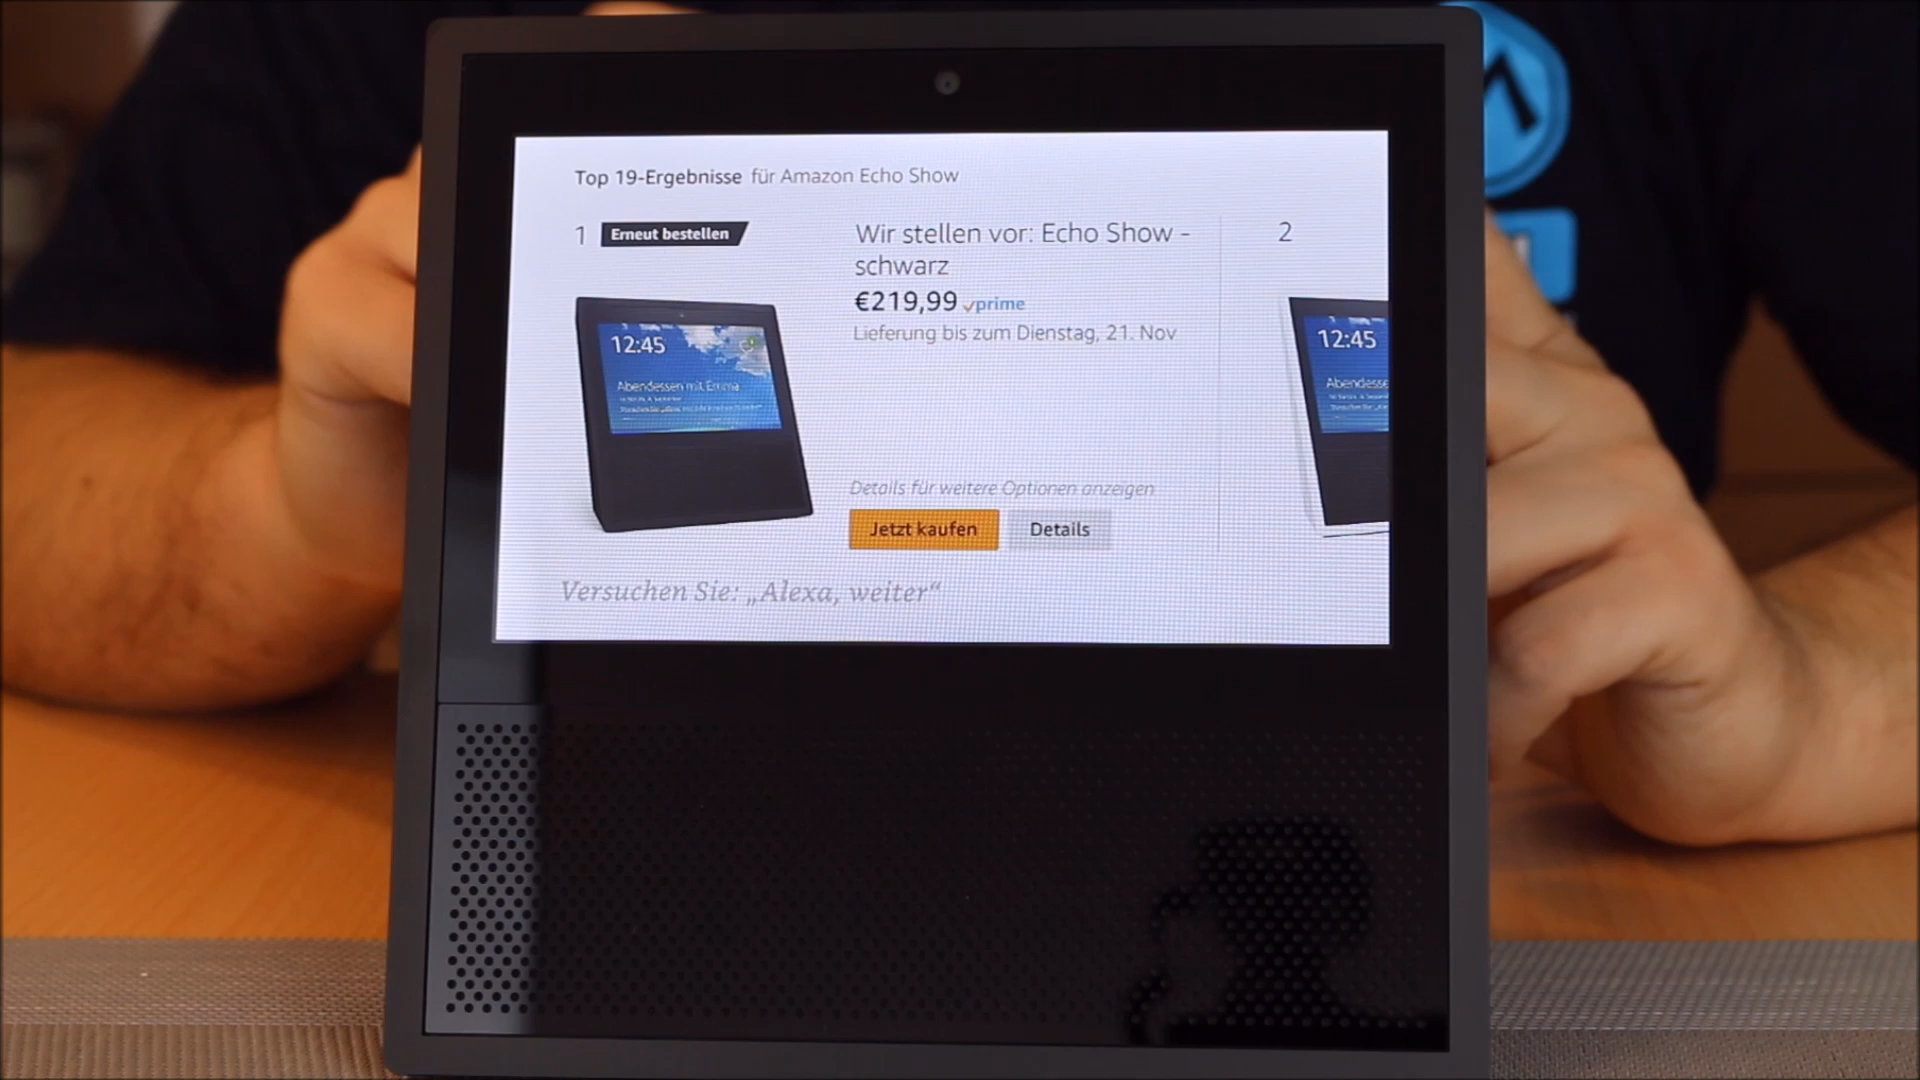 Top 19-Ergebnisse für Amazon Echo Show
1 Erneut bestellen
Wir stellen vor: Echo Show -
schwarz
€219,99 prime
Lieferung bis zum Dienstag, 21. Nov
12:45
Abendessen mit Emma
Details für weitere Optionen anzeigen
Jetzt kaufen Details
2
12:45
Abendesse
Versuchen Sie: „Alexa, weiter“